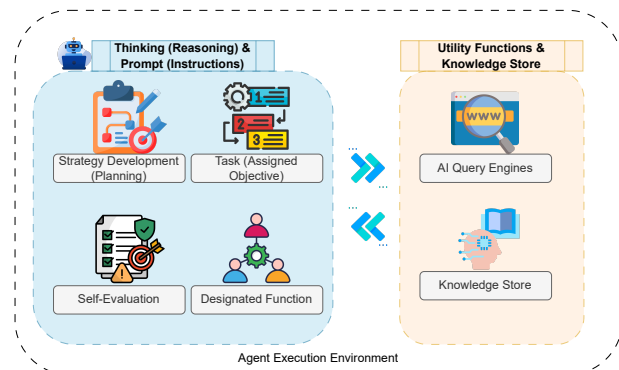 Thinking (Reasoning) &
Prompt (Instructions)
Utility Functions &
Knowledge Store
1
2
3
WWW
Strategy Development
(Planning)
Task (Assigned
Objective)
AI Query Engines
...
...
...
...
Self-Evaluation
Designated Function
Knowledge Store
Agent Execution Environment